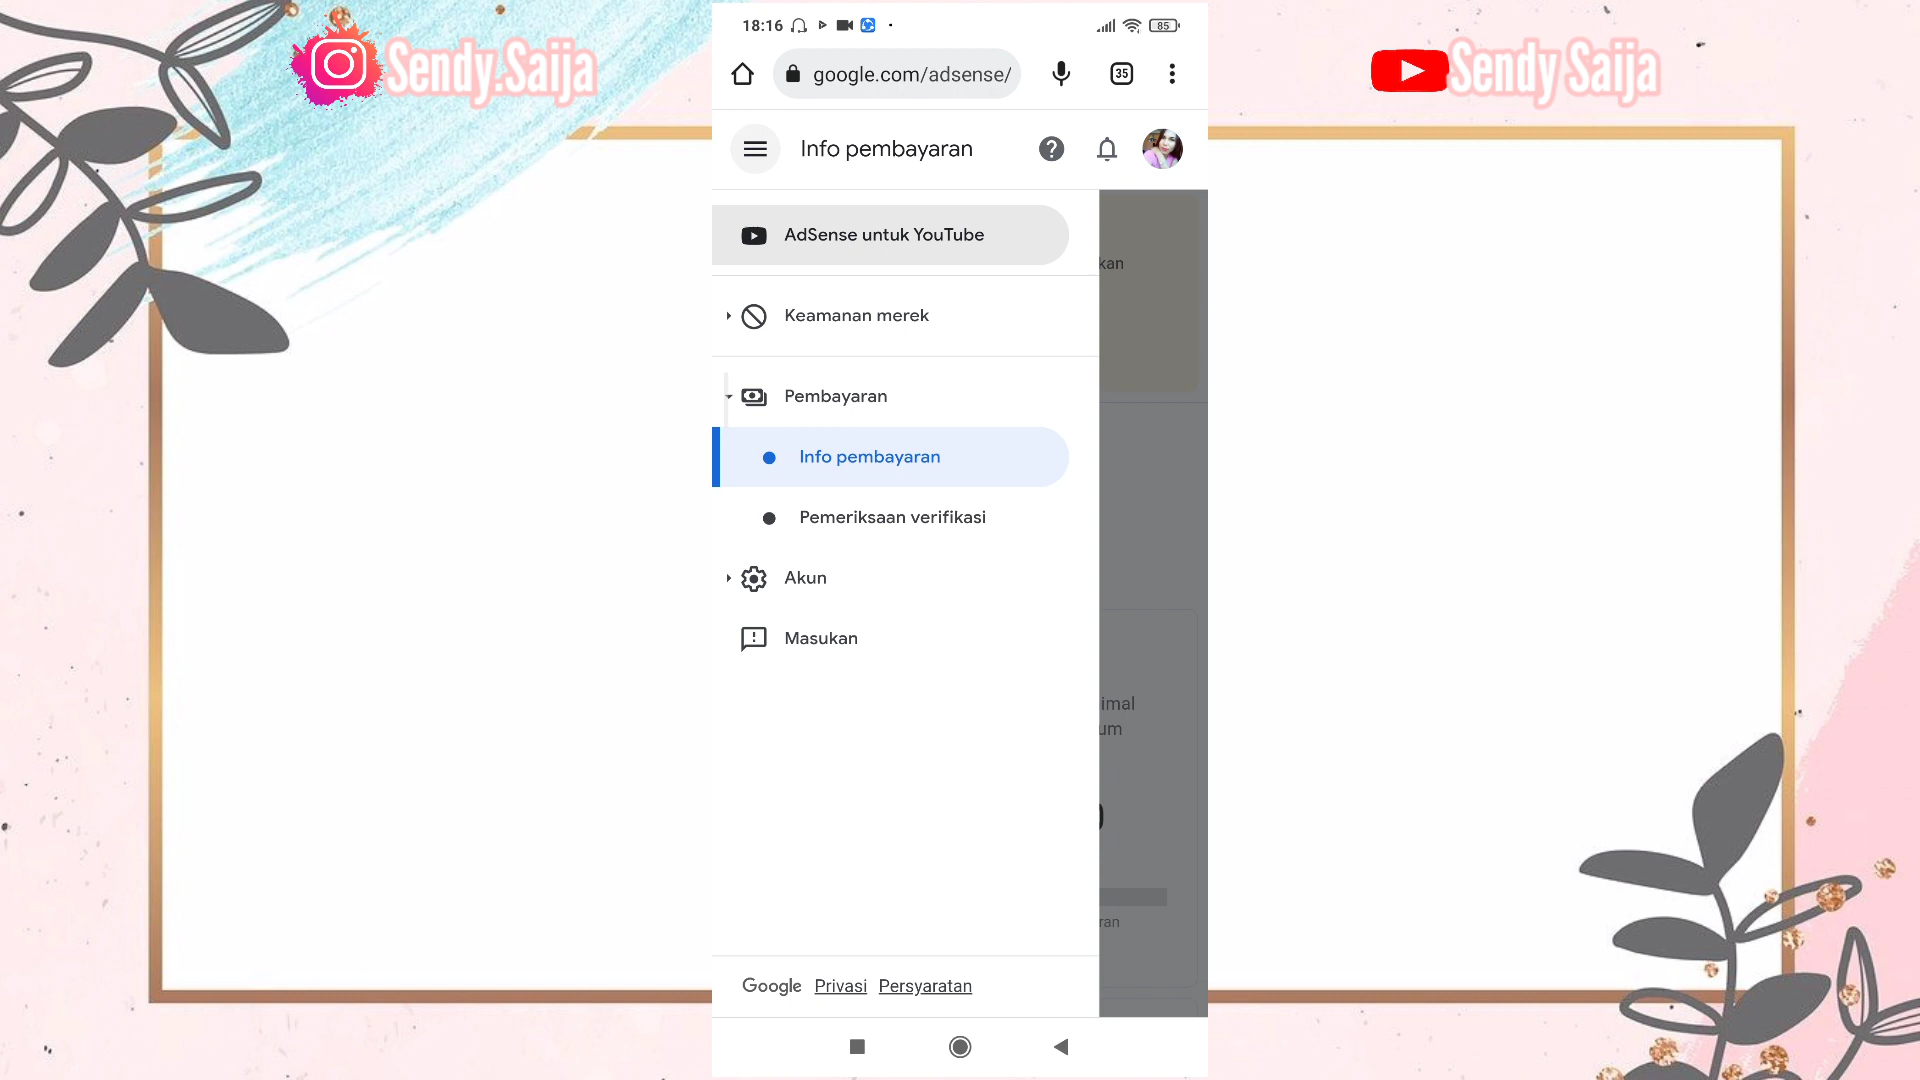 Sendy.Saija
Sendy Saija
18:16
85
google.com/adsense/
35
Info pembayaran
AdSense untuk YouTube
kan
Keamanan merek
Pembayaran
Info pembayaran
Pemeriksaan verifikasi
Akun
Masukan
imal
um
ran
Google Privasi Persyaratan